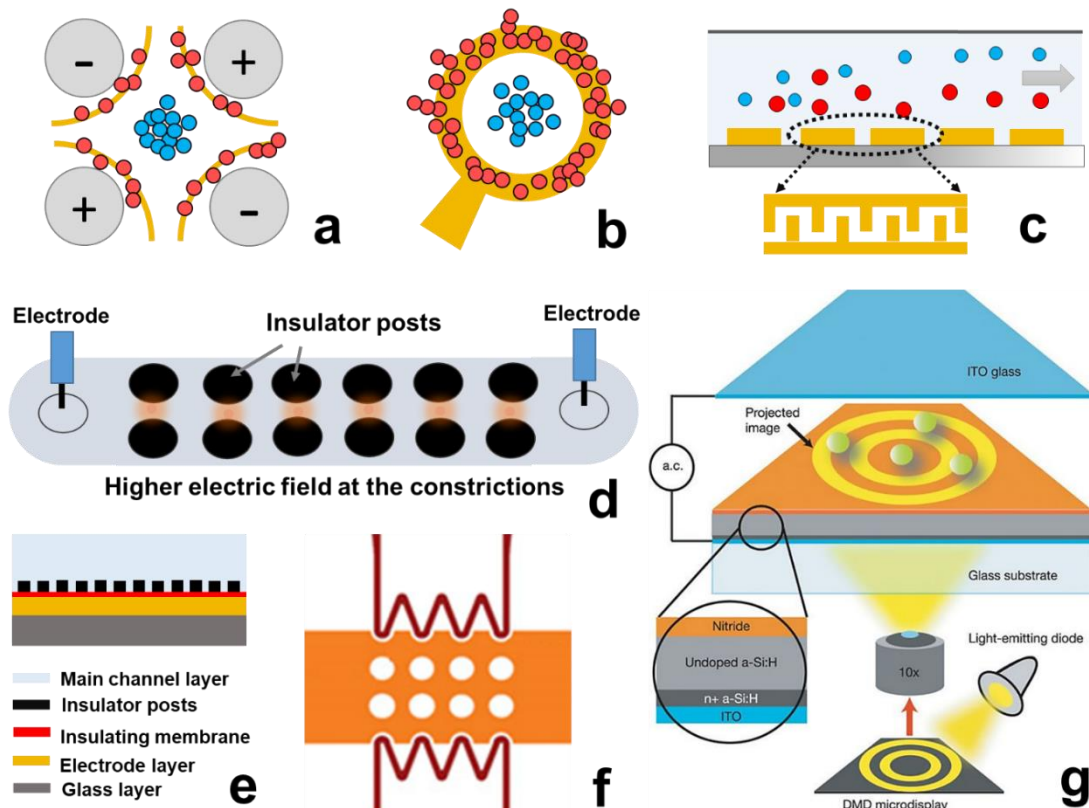 -
+
+
-
a
b
c
Electrode
Insulator posts
Electrode
Higher electric field at the constrictions
d
ITO glass
Projected
image
a.c.
Glass substrate
Nitride
Undoped a-Si:H
n+ a-Si:H
ITO
10x
Light-emitting diode
DMD microdisplay
g
Main channel layer
Insulator posts
Insulating membrane
Electrode layer
Glass layer
e
f